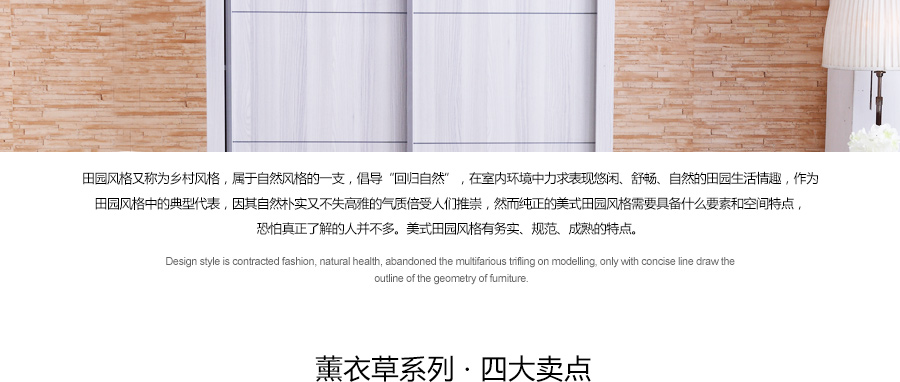 田园风格又称为乡村风格，属于自然风格的一支，倡导“回归自然”，在室内环境中力求表现悠闲、舒畅、自然的田园生活情趣，作为
田园风格中的典型代表，因其自然朴实又不失高雅的气质倍受人们推崇，然而纯正的美式田园风格需要具备什么要素和空间特点，
恐怕真正了解的人并不多。美式田园风格有务实、规范、成熟的特点。
Design style is contracted fashion, natural health, abandoned the multifarious trifling on modelling, only with concise line draw the
outline of the geometry of furniture.
薰衣草系列 · 四大卖点